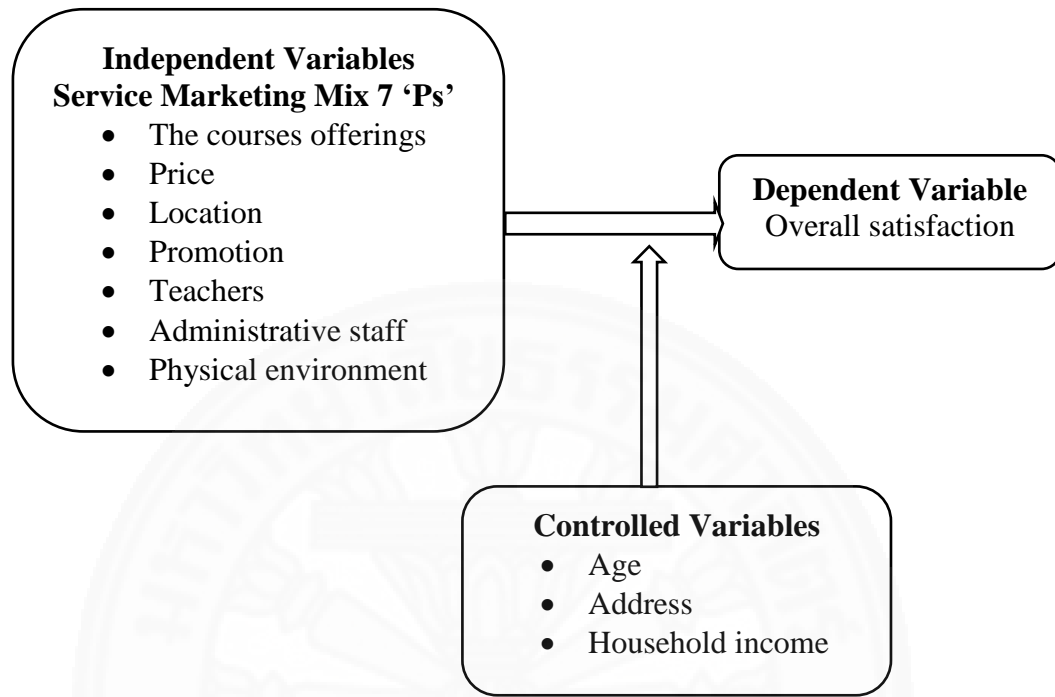 Independent Variables
Service Marketing Mix 7 ‘Ps’
• The courses offerings
• Price
• Location
• Promotion
• Teachers
• Administrative staff
• Physical environment
Dependent Variable
Overall satisfaction
Controlled Variables
• Age
• Address
• Household income